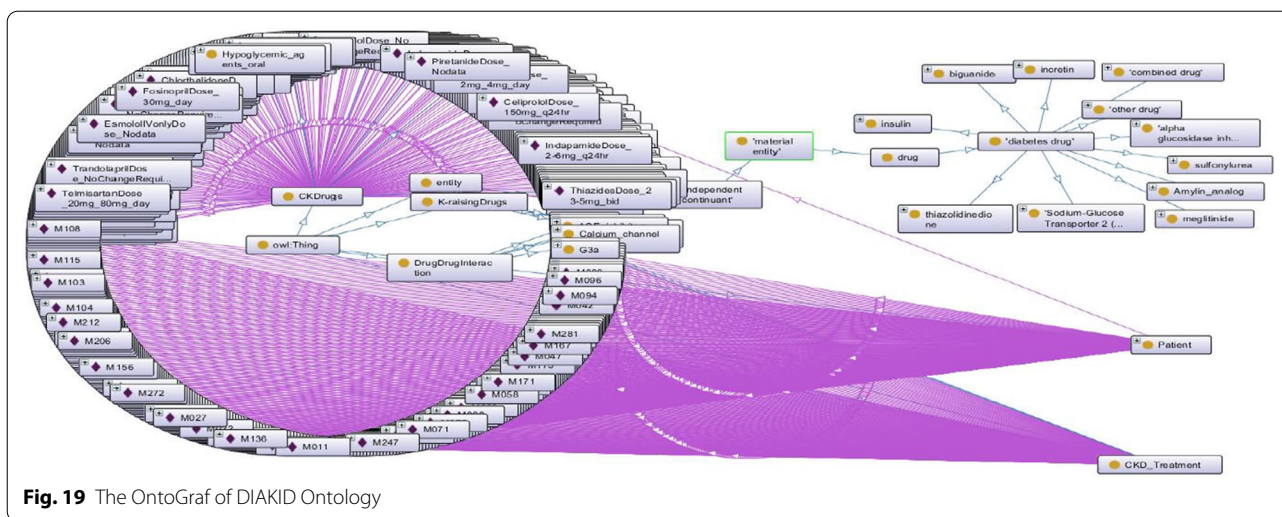 Hypoglycemic_ag
ents_oral
PiretanideDose_
Nodata
2mg_4mg_day
FosinoprilDose_
30mg_day
CeliprololDose_
150mg_q24hr
EsmololIVonlyDo
se_Nodata
IndapamideDose_
2-6mg_q24hr
TrandolaprilDos
e_NoChangeRequi...
ThiazidesDose_2
3-5mg_bid
TelmisartanDose
_20mg_80mg_day
CKDrugs
entity
K-raisingDrugs
owl:Thing
DrugDrugInterac
tion
Calcium_channel
G3a
M108
M115
M103
M104
M212
M206
M156
M272
M027
M136
M011
M247
M071
M058
M171
M047
M167
M281
M042
M094
M096
'material
entity'
drug
insulin
biguanide
incretin
'combined drug'
'other drug'
'diabetes drug'
'alpha
glucosidase inh...
sulfonylurea
Amylin_analog
meglitinide
thiazolidinedio
ne
'Sodium-Glucose
Transporter 2 (...
Patient
CKD_Treatment
Fig. 19 The OntoGraf of DIAKID Ontology